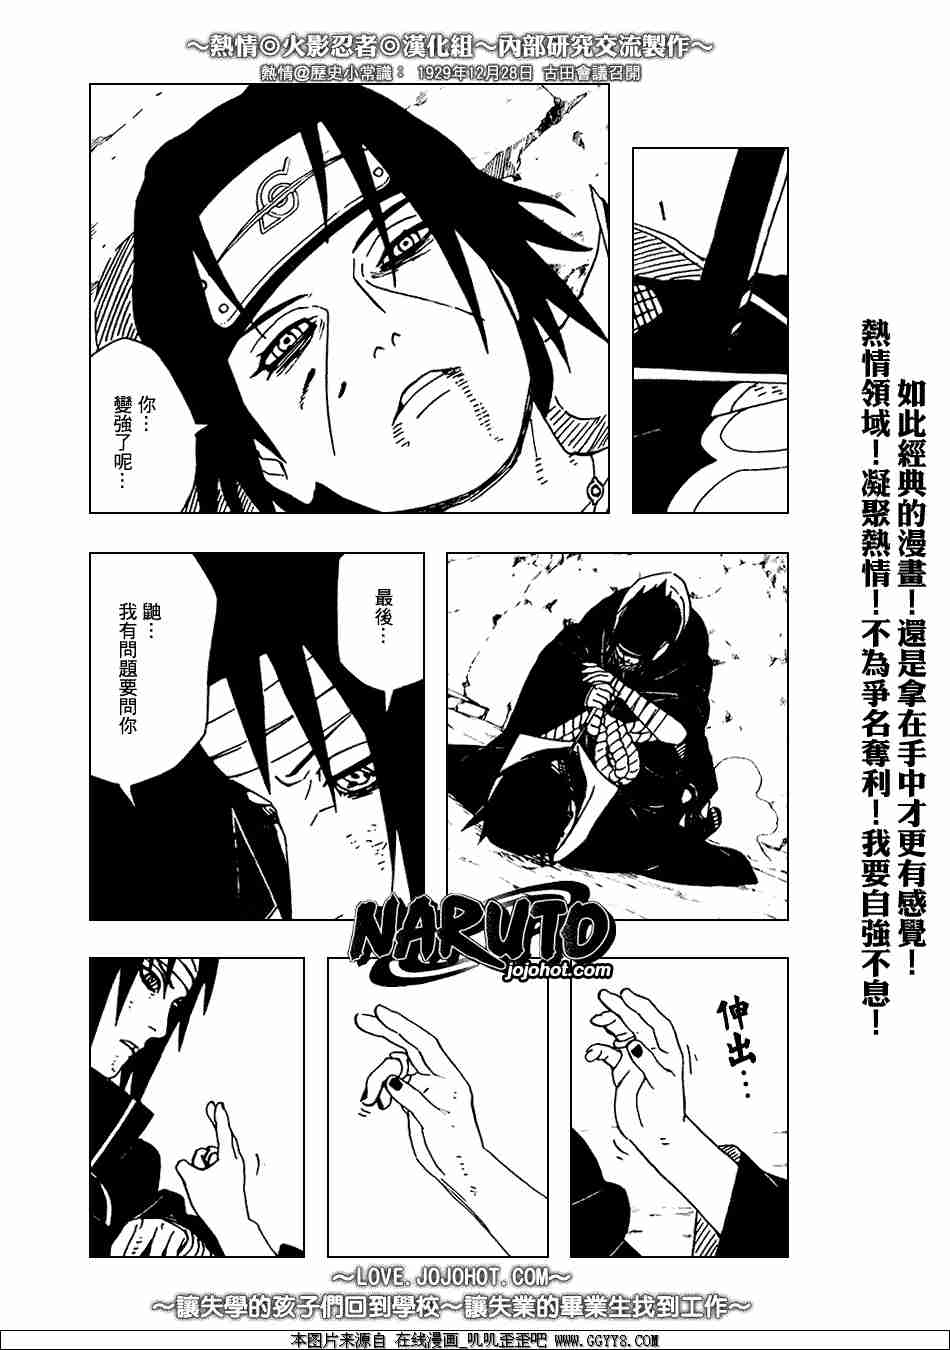 ～熱情◎火影忍者◎漢化組～內部研究交流製作～
熱情@歷史小常識： 1929年12月28日 古田會議召開
你…
變強了呢…
最後…
鼬…
我有問題要問你
NARUTO
jojohot.com
伸出…
如此經典的漫畫！還是拿在手中才更有感覺！
熱情領域！凝聚熱情！不為爭名奪利！我要自強不息！
～LOVE.JOJOHOT.COM～
～讓失學的孩子們回到學校～讓失業的畢業生找到工作～
本图片来源自 在线漫画_叽叽歪歪吧 www.GGYY8.COM